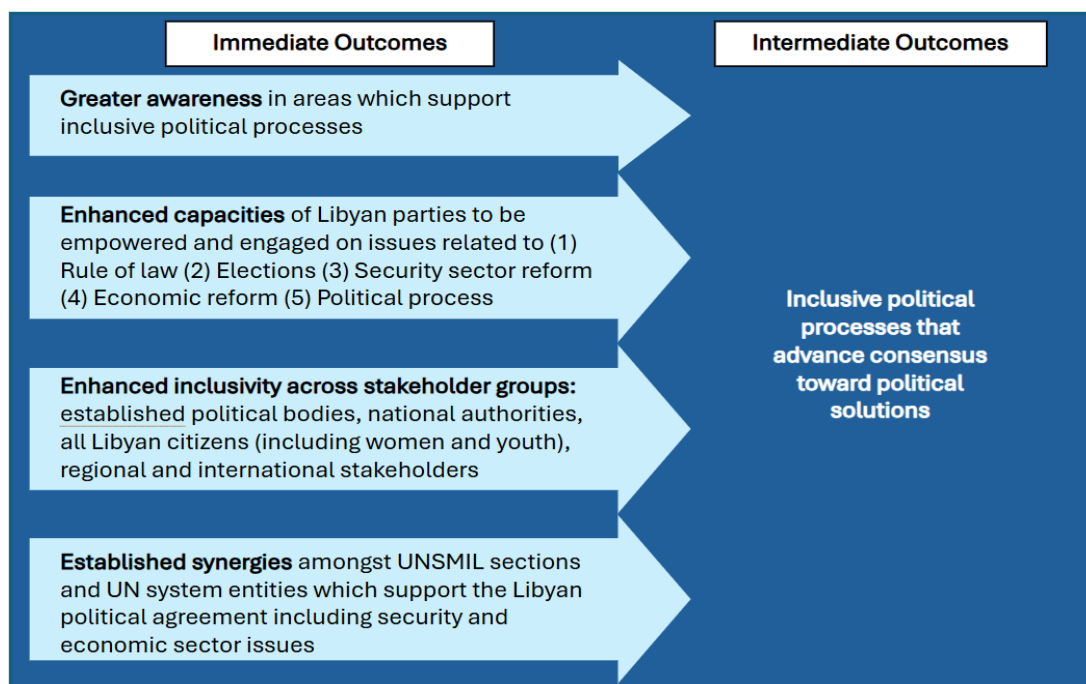 Immediate Outcomes
Intermediate Outcomes
Greater awareness in areas which support
inclusive political processes
Enhanced capacities of Libyan parties to be
empowered and engaged on issues related to (1)
Rule of law (2) Elections (3) Security sector reform
(4) Economic reform (5) Political process
Enhanced inclusivity across stakeholder groups:
established political bodies, national authorities,
all Libyan citizens (including women and youth),
regional and international stakeholders
Established synergies amongst UNSMIL sections
and UN system entities which support the Libyan
political agreement including security and
economic sector issues
Inclusive political
processes that
advance consensus
toward political
solutions